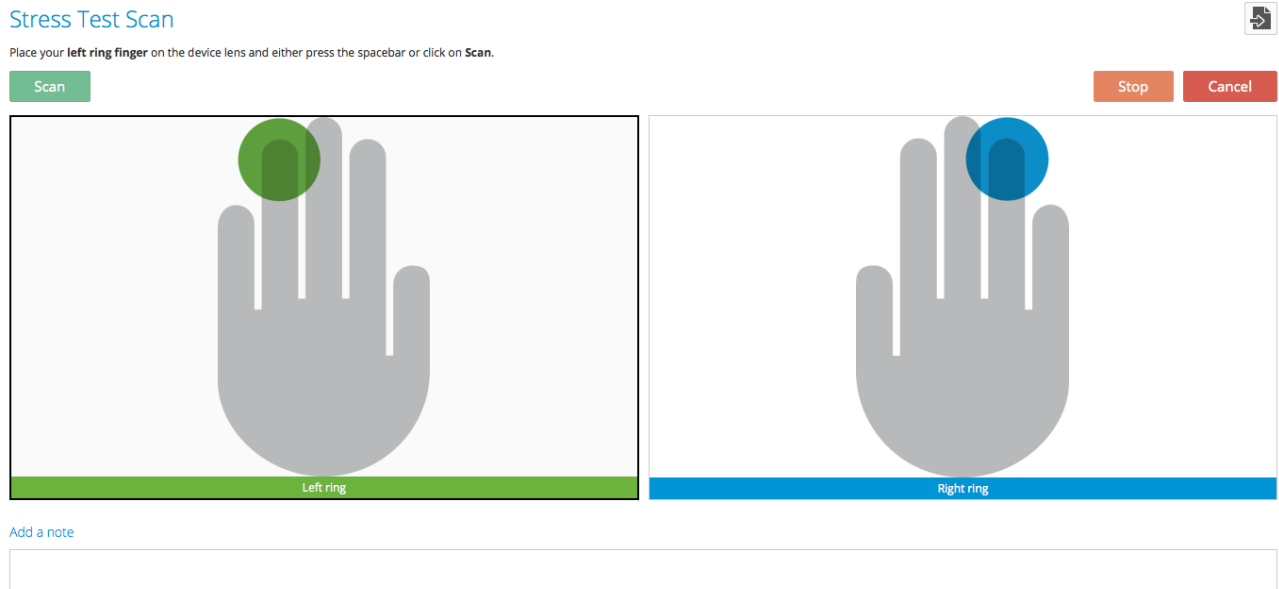 Stress Test Scan
Place your left ring finger on the device lens and either press the spacebar or click on Scan.
Scan
Stop
Cancel
Left ring
Right ring
Add a note